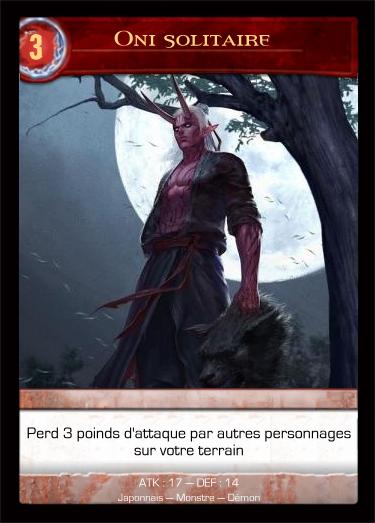 3
Oni solitaire
Perd 3 poinds d'attaque par autres personnages
sur votre terrain
ATK : 17 — DEF : 14
Japonnais — Monstre — Démon